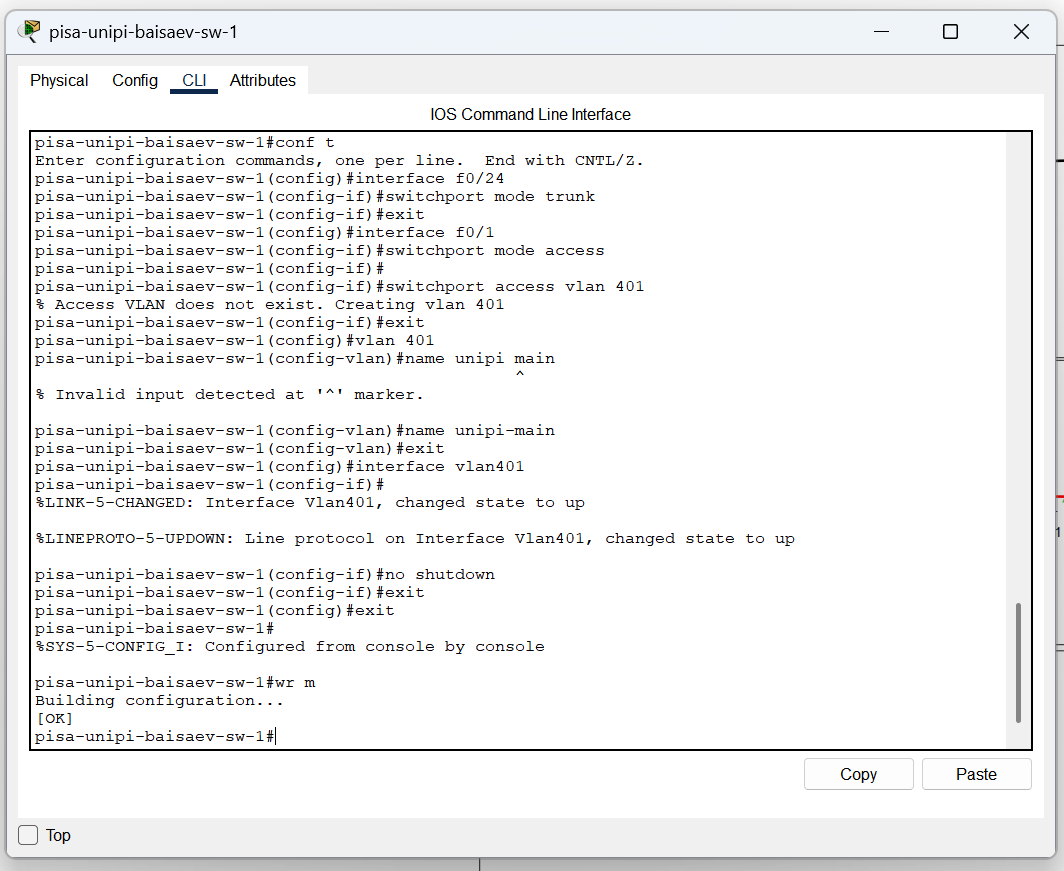 pisa-unipi-baisaev-sw-1
Physical Config CLI Attributes
IOS Command Line Interface
pisa-unipi-baisaev-sw-1#conf t
Enter configuration commands, one per line.  End with CNTL/Z.
pisa-unipi-baisaev-sw-1(config)#interface f0/24
pisa-unipi-baisaev-sw-1(config-if)#switchport mode trunk
pisa-unipi-baisaev-sw-1(config-if)#exit
pisa-unipi-baisaev-sw-1(config)#interface f0/1
pisa-unipi-baisaev-sw-1(config-if)#switchport mode access
pisa-unipi-baisaev-sw-1(config-if)#
pisa-unipi-baisaev-sw-1(config-if)#switchport access vlan 401
% Access VLAN does not exist. Creating vlan 401
pisa-unipi-baisaev-sw-1(config-if)#exit
pisa-unipi-baisaev-sw-1(config)#vlan 401
pisa-unipi-baisaev-sw-1(config-vlan)#name unipi main
^
% Invalid input detected at '^' marker.
pisa-unipi-baisaev-sw-1(config-vlan)#name unipi-main
pisa-unipi-baisaev-sw-1(config-vlan)#exit
pisa-unipi-baisaev-sw-1(config)#interface vlan401
pisa-unipi-baisaev-sw-1(config-if)#
%LINK-5-CHANGED: Interface Vlan401, changed state to up
%LINEPROTO-5-UPDOWN: Line protocol on Interface Vlan401, changed state to up
pisa-unipi-baisaev-sw-1(config-if)#no shutdown
pisa-unipi-baisaev-sw-1(config-if)#exit
pisa-unipi-baisaev-sw-1(config)#exit
pisa-unipi-baisaev-sw-1#
%SYS-5-CONFIG_I: Configured from console by console
pisa-unipi-baisaev-sw-1#wr m
Building configuration...
[OK]
pisa-unipi-baisaev-sw-1#
Copy Paste
Top